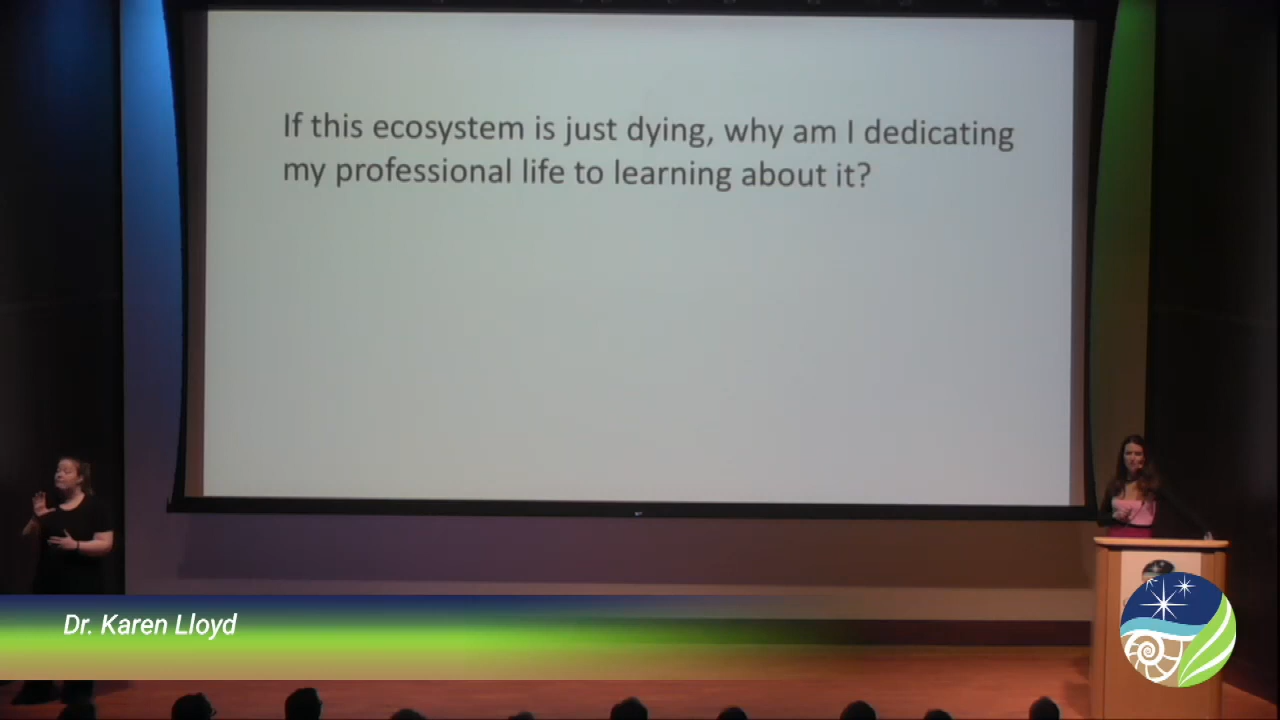 If this ecosystem is just dying, why am I dedicating
my professional life to learning about it?
Dr. Karen Lloyd